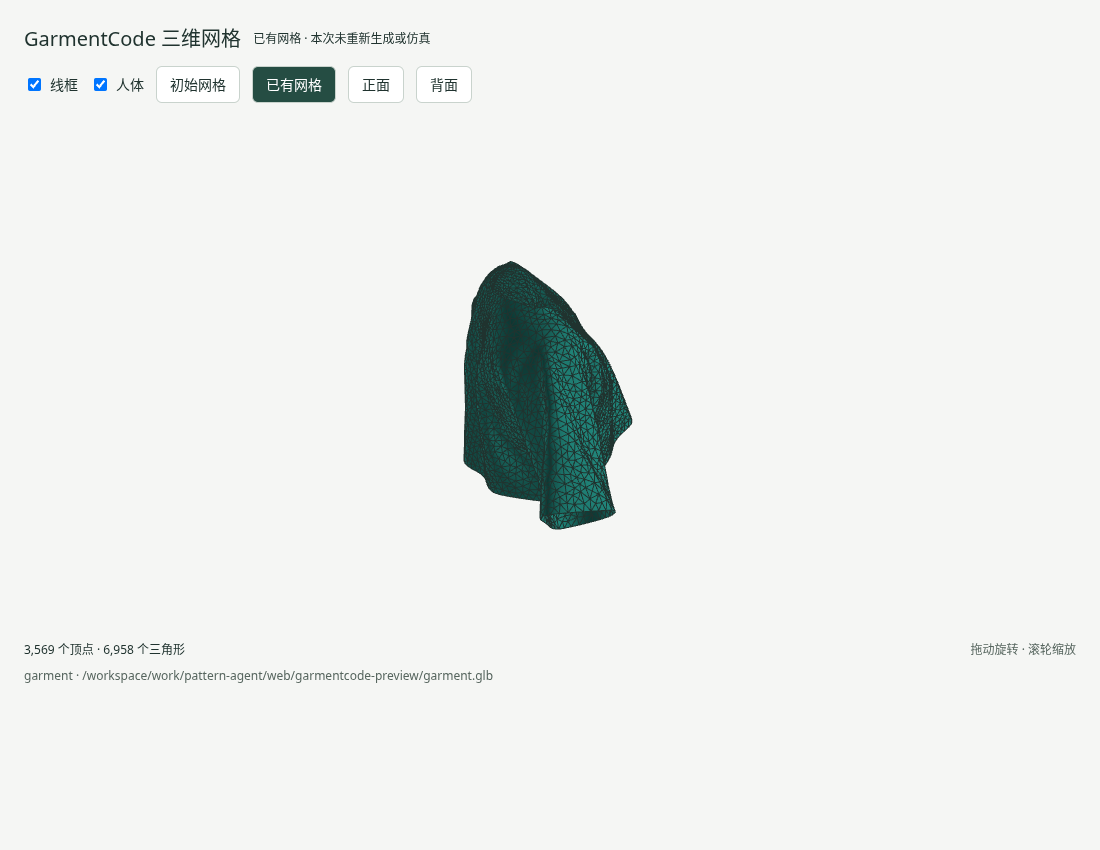 GarmentCode 三维网格 已有网格 · 本次未重新生成或仿真
线框 人体 初始网格 已有网格 正面 背面
3,569 个顶点 · 6,958 个三角形 拖动旋转 · 滚轮缩放
garment · /workspace/work/pattern-agent/web/garmentcode-preview/garment.glb